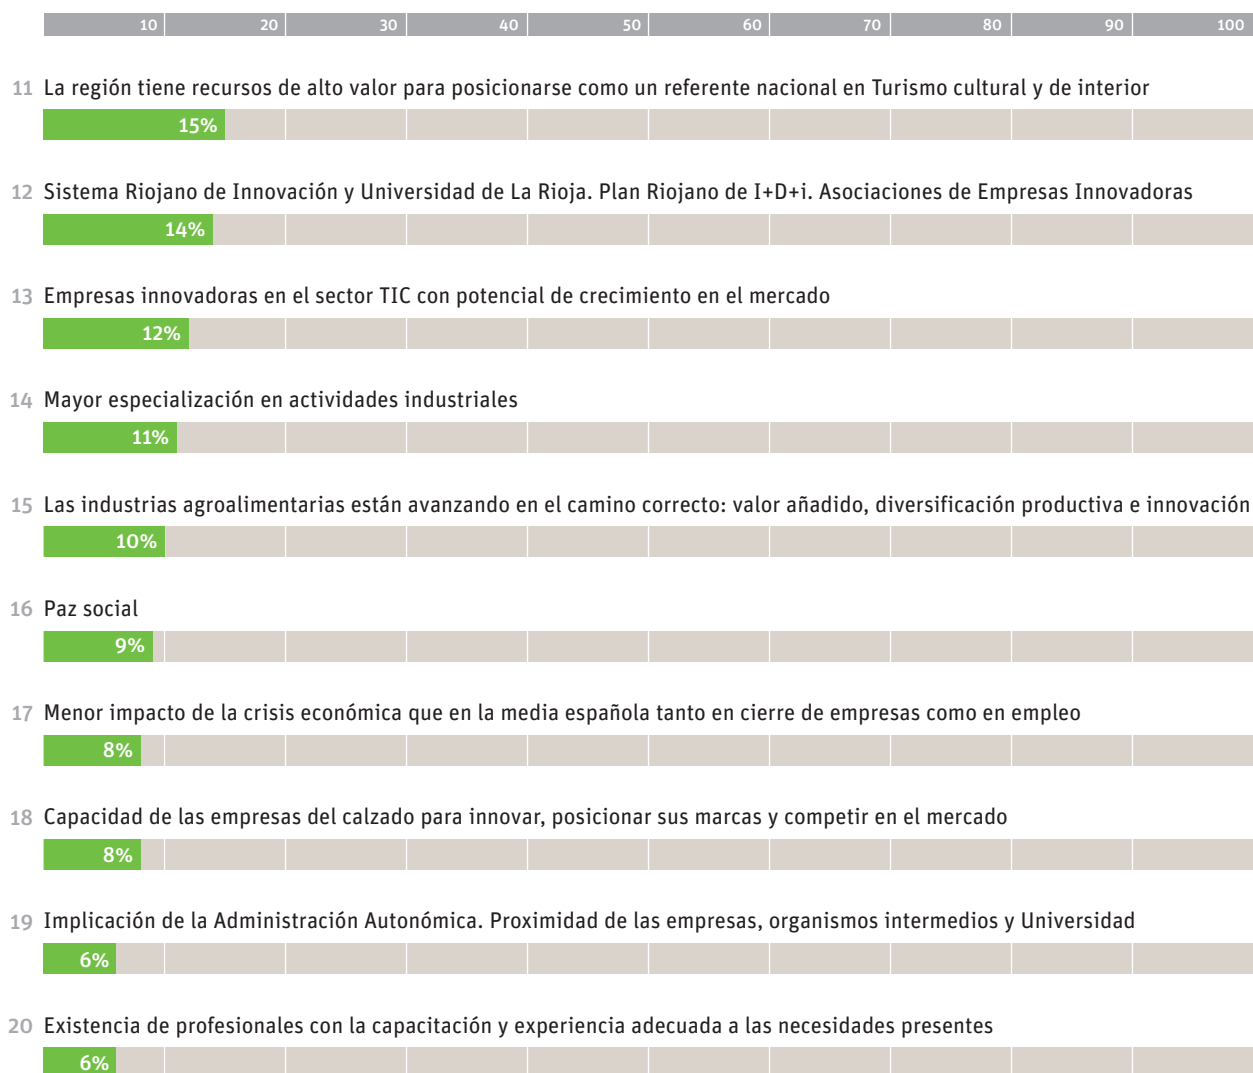 10 20 30 40 50 60 70 80 90 100
11 La región tiene recursos de alto valor para posicionarse como un referente nacional en Turismo cultural y de interior
15%
12 Sistema Riojano de Innovación y Universidad de La Rioja. Plan Riojano de I+D+i. Asociaciones de Empresas Innovadoras
14%
13 Empresas innovadoras en el sector TIC con potencial de crecimiento en el mercado
12%
14 Mayor especialización en actividades industriales
11%
15 Las industrias agroalimentarias están avanzando en el camino correcto: valor añadido, diversificación productiva e innovación
10%
16 Paz social
9%
17 Menor impacto de la crisis económica que en la media española tanto en cierre de empresas como en empleo
8%
18 Capacidad de las empresas del calzado para innovar, posicionar sus marcas y competir en el mercado
8%
19 Implicación de la Administración Autonómica. Proximidad de las empresas, organismos intermedios y Universidad
6%
20 Existencia de profesionales con la capacitación y experiencia adecuada a las necesidades presentes
6%